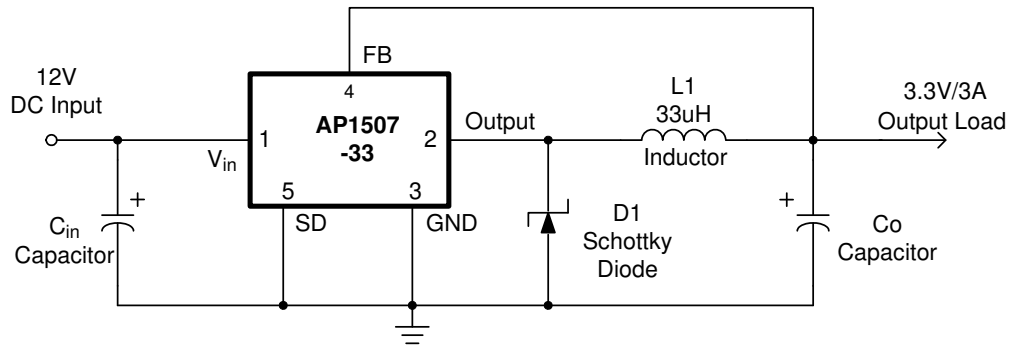 FB
12V
DC Input
4
L1
33uH
Inductor
3.3V/3A
Output Load
AP1507
-33
1
2
Output
Vin
5
3
SD
GND
Cin
Capacitor
+
D1
Schottky
Diode
+
Co
Capacitor